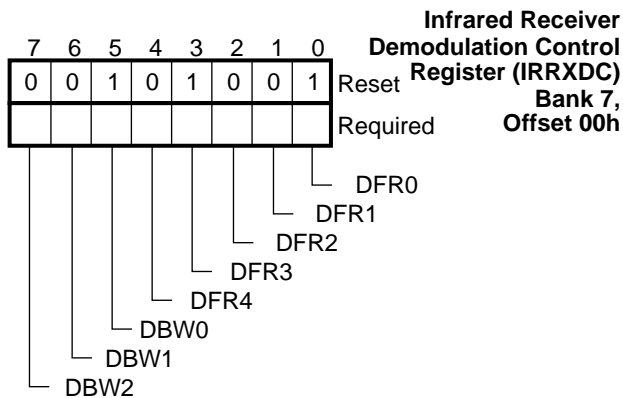 Infrared Receiver
Demodulation Control
Register (IRRXDC)
Bank 7,
Offset 00h
7 6 5 4 3 2 1 0
0 0 1 0 1 0 0 1 Reset
Required
DFR0
DFR1
DFR2
DFR3
DFR4
DBW0
DBW1
DBW2